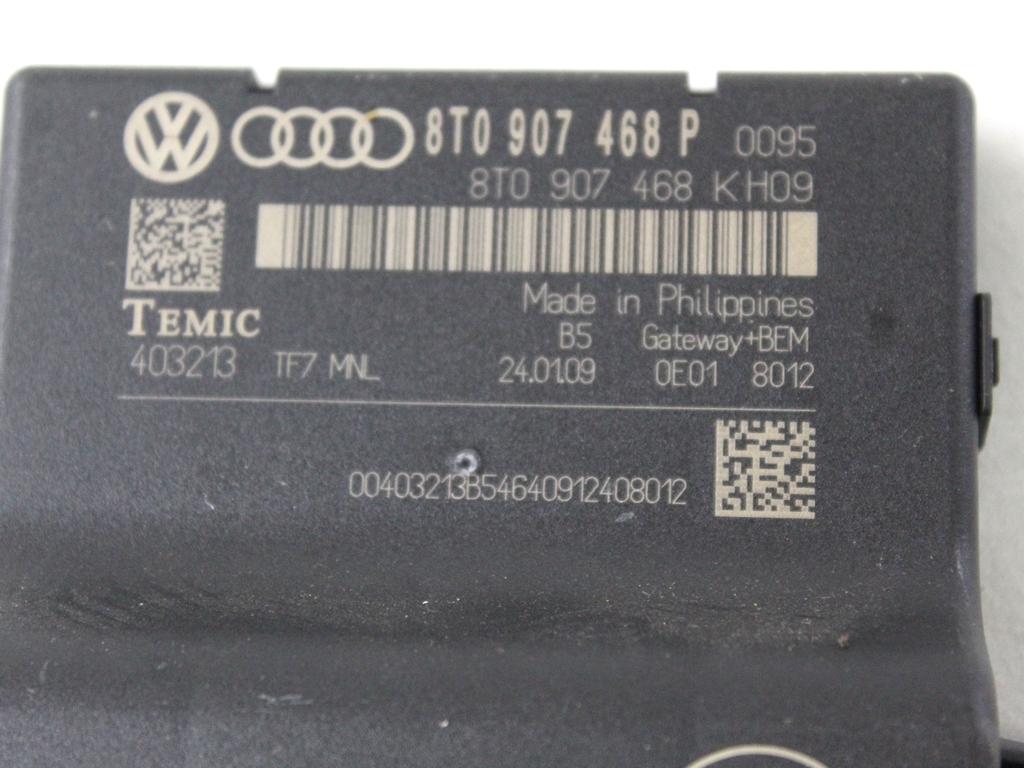 8T0 907 468 P 0095
8T0 907 468 K H09
TEMIC
Made in Philippines
B5 Gateway+BEM
403213 TF7 MNL 24.01.09 0E01 8012
00403213B54640912408012